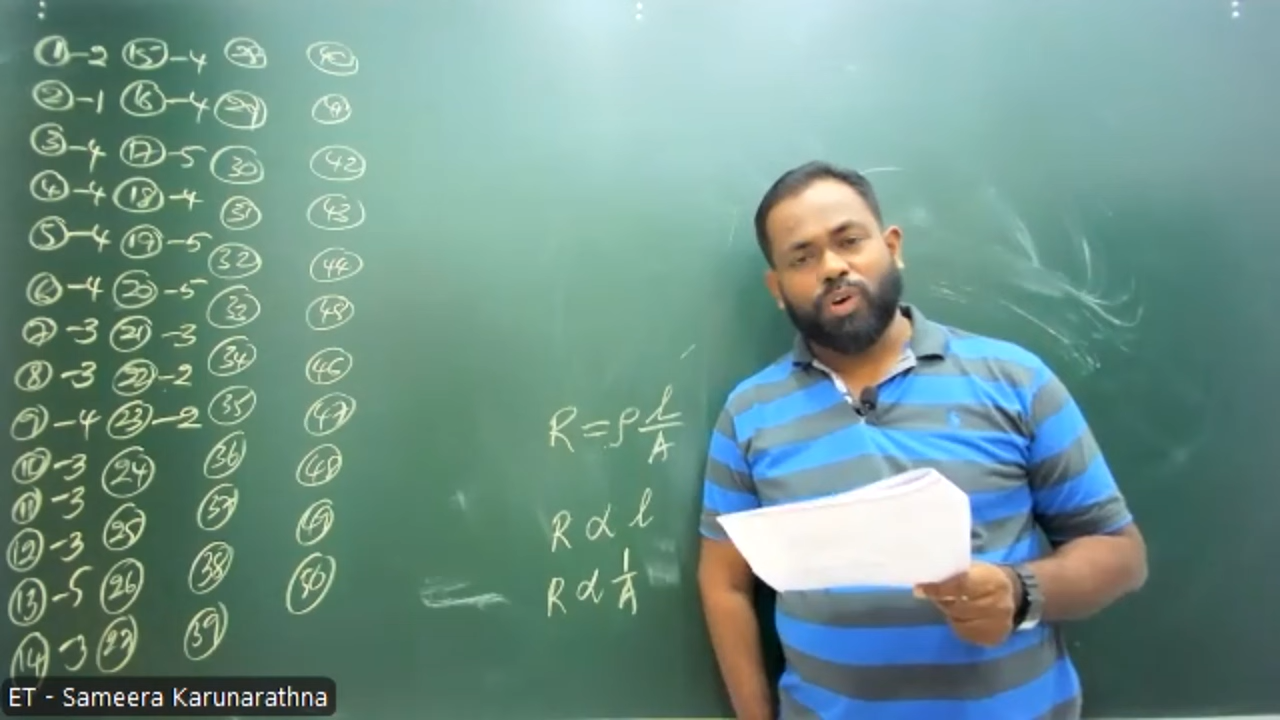 ① - 2 ⑮ - 4 ㉘ ㊵
② - 1 ⑯ - 4 ㉙ ㊶
③ - 4 ⑰ - 5 ㉚ ㊷
④ - 4 ⑱ - 4 ㉛ ㊸
⑤ - 4 ⑲ - 5 ㉜ ㊹
⑥ - 4 ⑳ - 5 ㉝ ㊺
⑦ - 3 ㉑ - 3 ㉞ ㊻
⑧ - 3 ㉒ - 2 ㉟ ㊼
⑨ - 4 ㉓ - 2 ㊱ ㊽
⑩ - 3 ㉔ ㊲ ㊾
⑪ - 3 ㉕ ㊳ ㊿
⑫ - 3 ㉖ ㊴
⑬ - 5 ㉗
⑭ - 3
R = ρ l/A
R ∝ l
R ∝ 1/A
ET - Sameera Karunarathna